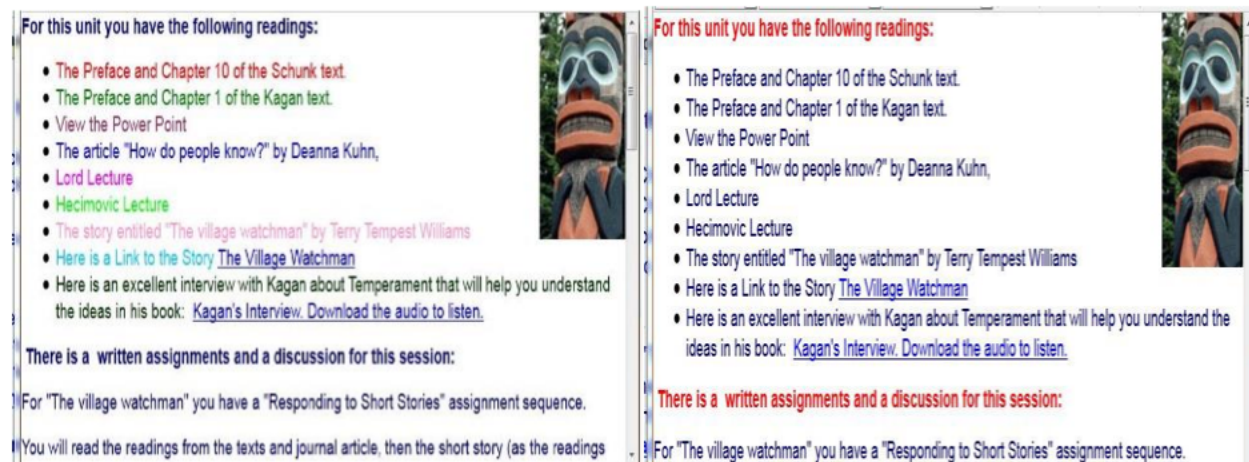 For this unit you have the following readings:
• The Preface and Chapter 10 of the Schunk text.
• The Preface and Chapter 1 of the Kagan text.
• View the Power Point
• The article "How do people know?" by Deanna Kuhn,
• Lord Lecture
• Hecimovic Lecture
• The story entitled "The village watchman" by Terry Tempest Williams
• Here is a Link to the Story The Village Watchman
• Here is an excellent interview with Kagan about Temperament that will help you understand
the ideas in his book: Kagan's Interview. Download the audio to listen.
There is a written assignments and a discussion for this session:
For "The village watchman" you have a "Responding to Short Stories" assignment sequence.
You will read the readings from the texts and journal article, then the short story (as the readings
For this unit you have the following readings:
• The Preface and Chapter 10 of the Schunk text.
• The Preface and Chapter 1 of the Kagan text.
• View the Power Point
• The article "How do people know?" by Deanna Kuhn,
• Lord Lecture
• Hecimovic Lecture
• The story entitled "The village watchman" by Terry Tempest Williams
• Here is a Link to the Story The Village Watchman
• Here is an excellent interview with Kagan about Temperament that will help you understand the
ideas in his book: Kagan's Interview. Download the audio to listen.
There is a written assignments and a discussion for this session:
For "The village watchman" you have a "Responding to Short Stories" assignment sequence.